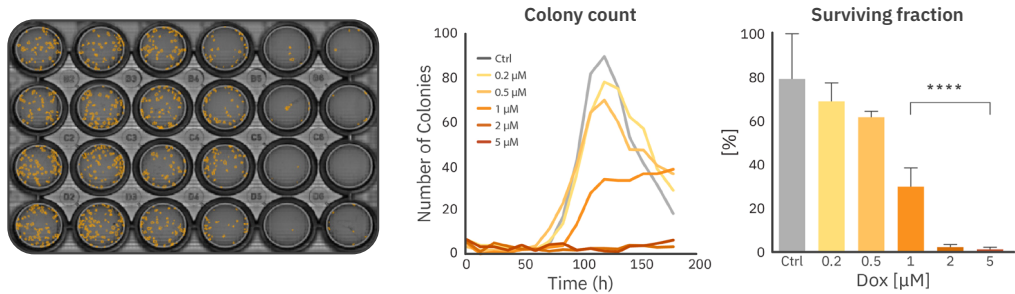 B2 B3 B4 B5 B6
C2 C3 C4 C5 C6
D2 D3 D4 D5 D6
Colony count
Number of Colonies
100
80
60
40
20
0
Ctrl
0.2 µM
0.5 µM
1 µM
2 µM
5 µM
0 50 100 150 200
Time (h)
Surviving fraction
[%]
100
80
60
40
20
0
****
Ctrl 0.2 0.5 1 2 5
Dox [µM]